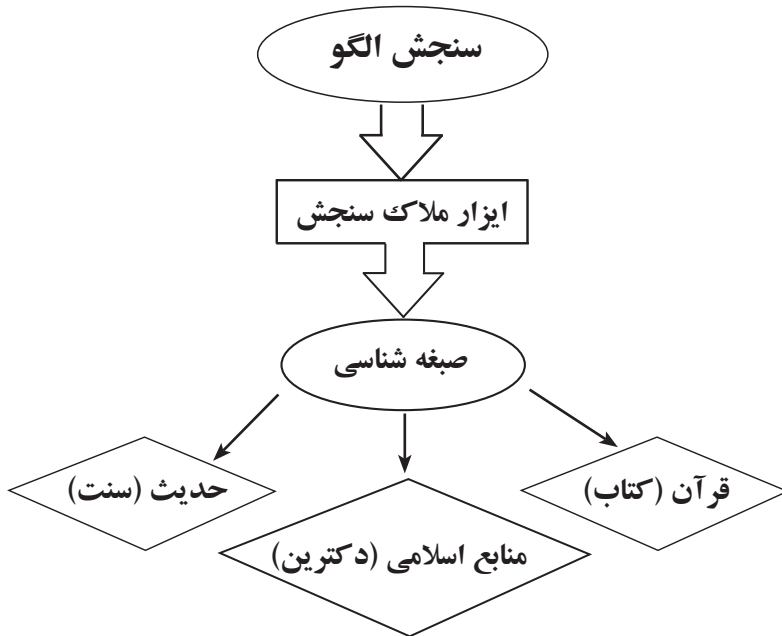 سنجش الگو
ایزار ملاک سنجش
صبغه شناسی
قرآن (کتاب)
منابع اسلامی (دکترین)
حدیث (سنت)